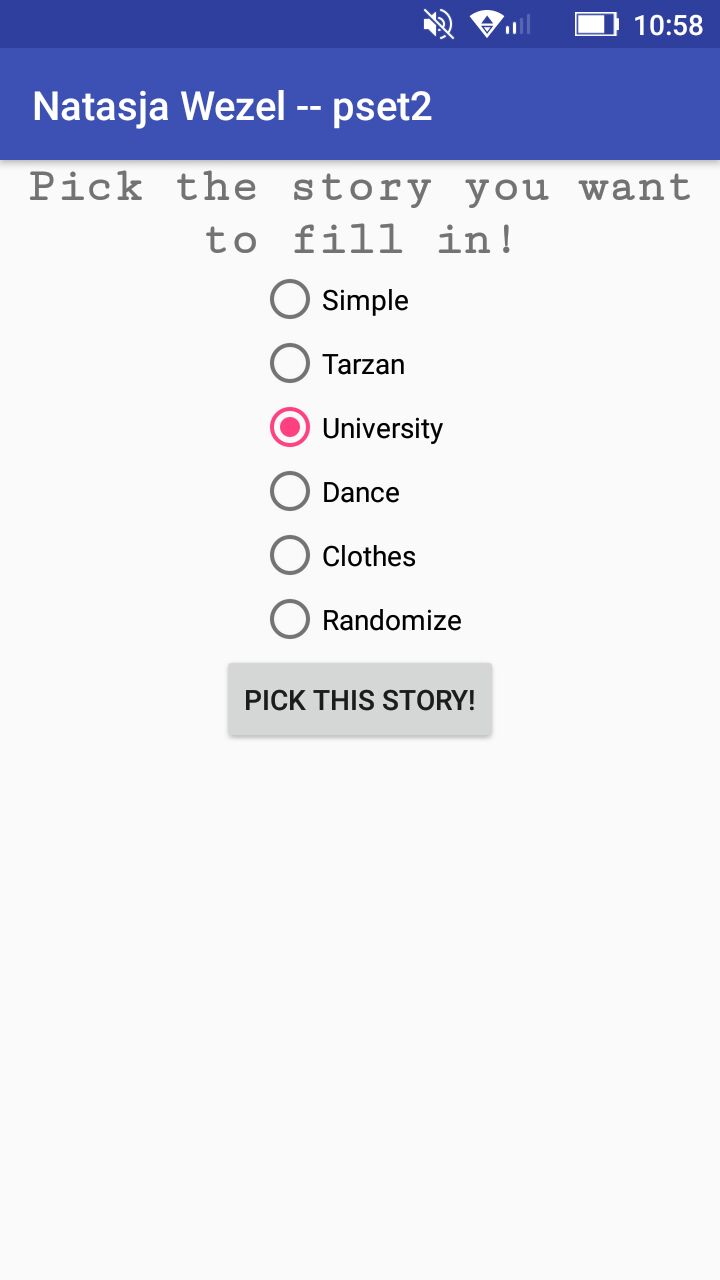 10:58
Natasja Wezel -- pset2
Pick the story you want
to fill in!
Simple
Tarzan
University
Dance
Clothes
Randomize
PICK THIS STORY!